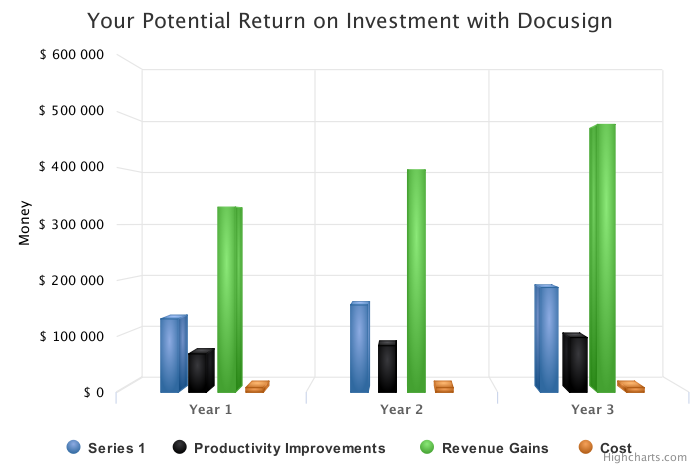 Your Potential Return on Investment with Docusign
$ 600 000
$ 500 000
$ 400 000
$ 300 000
$ 200 000
$ 100 000
$ 0
Money
Year 1
Year 2
Year 3
Series 1
Productivity Improvements
Revenue Gains
Cost
Highcharts.com